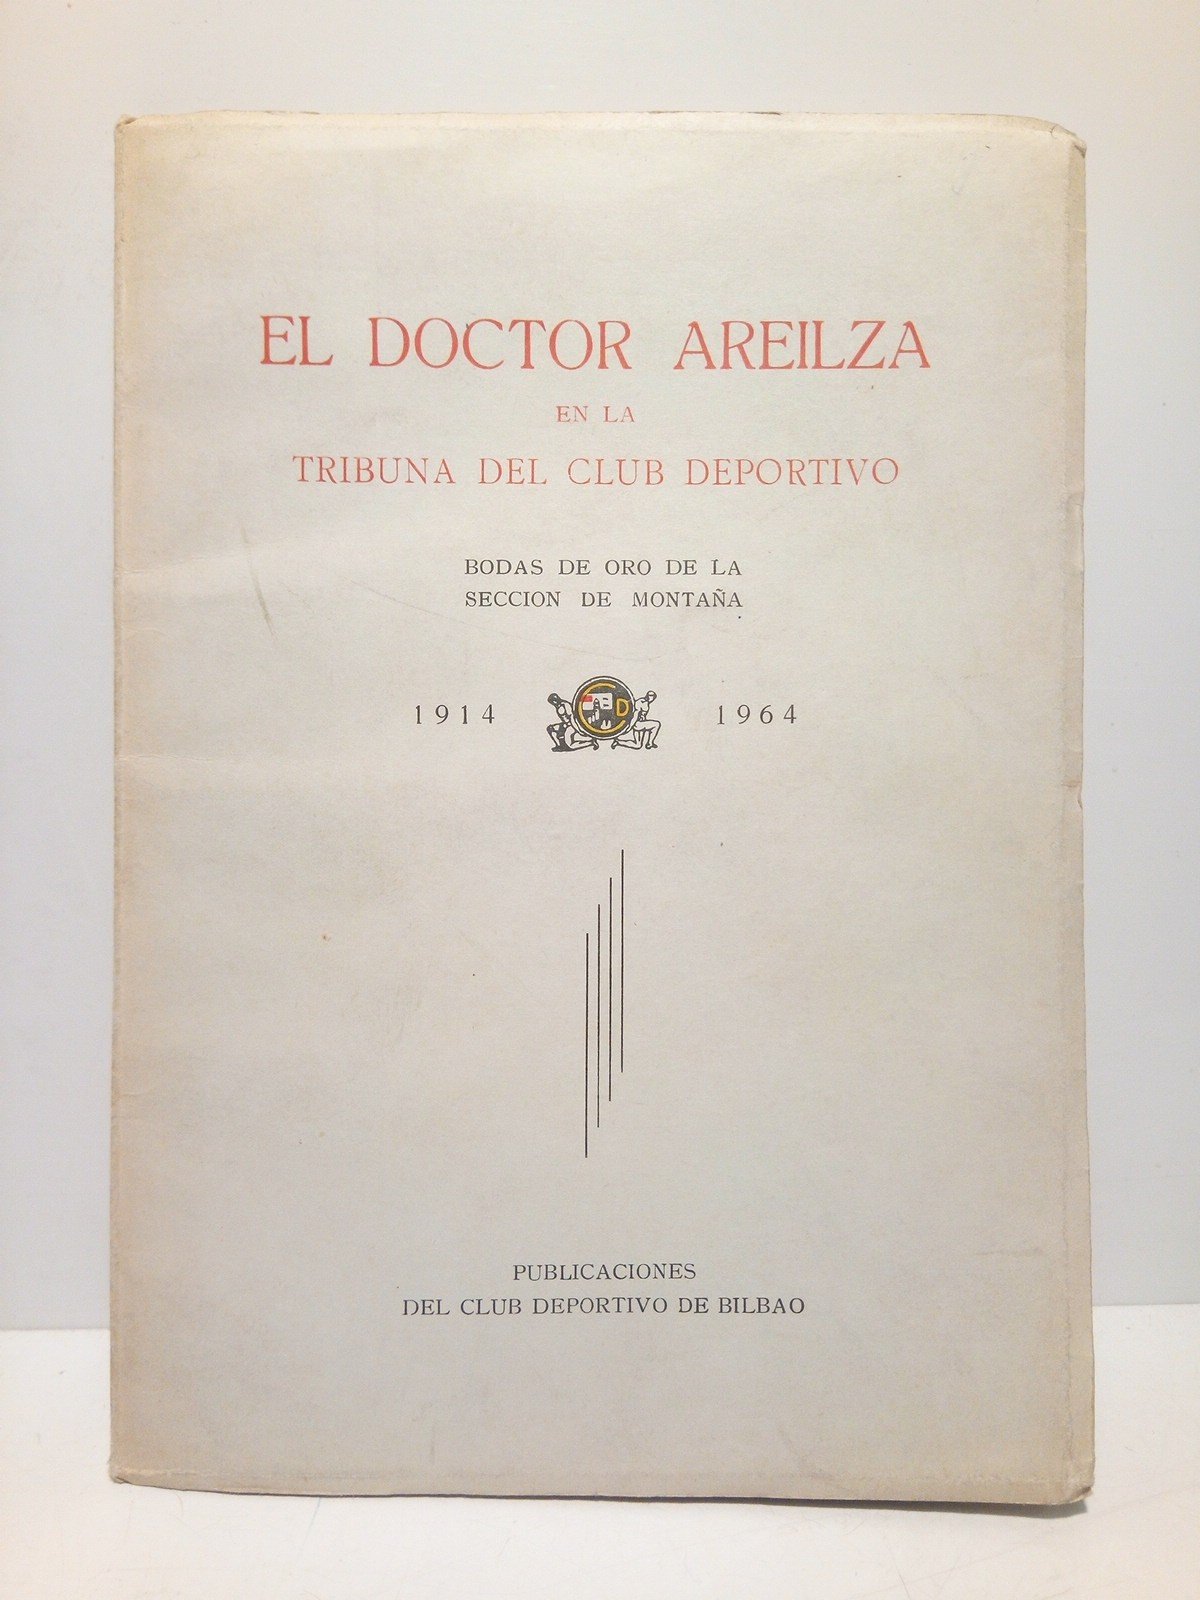 EL DOCTOR AREILZA
EN LA
TRIBUNA DEL CLUB DEPORTIVO
BODAS DE ORO DE LA
SECCION DE MONTAÑA
1914 1964
PUBLICACIONES
DEL CLUB DEPORTIVO DE BILBAO